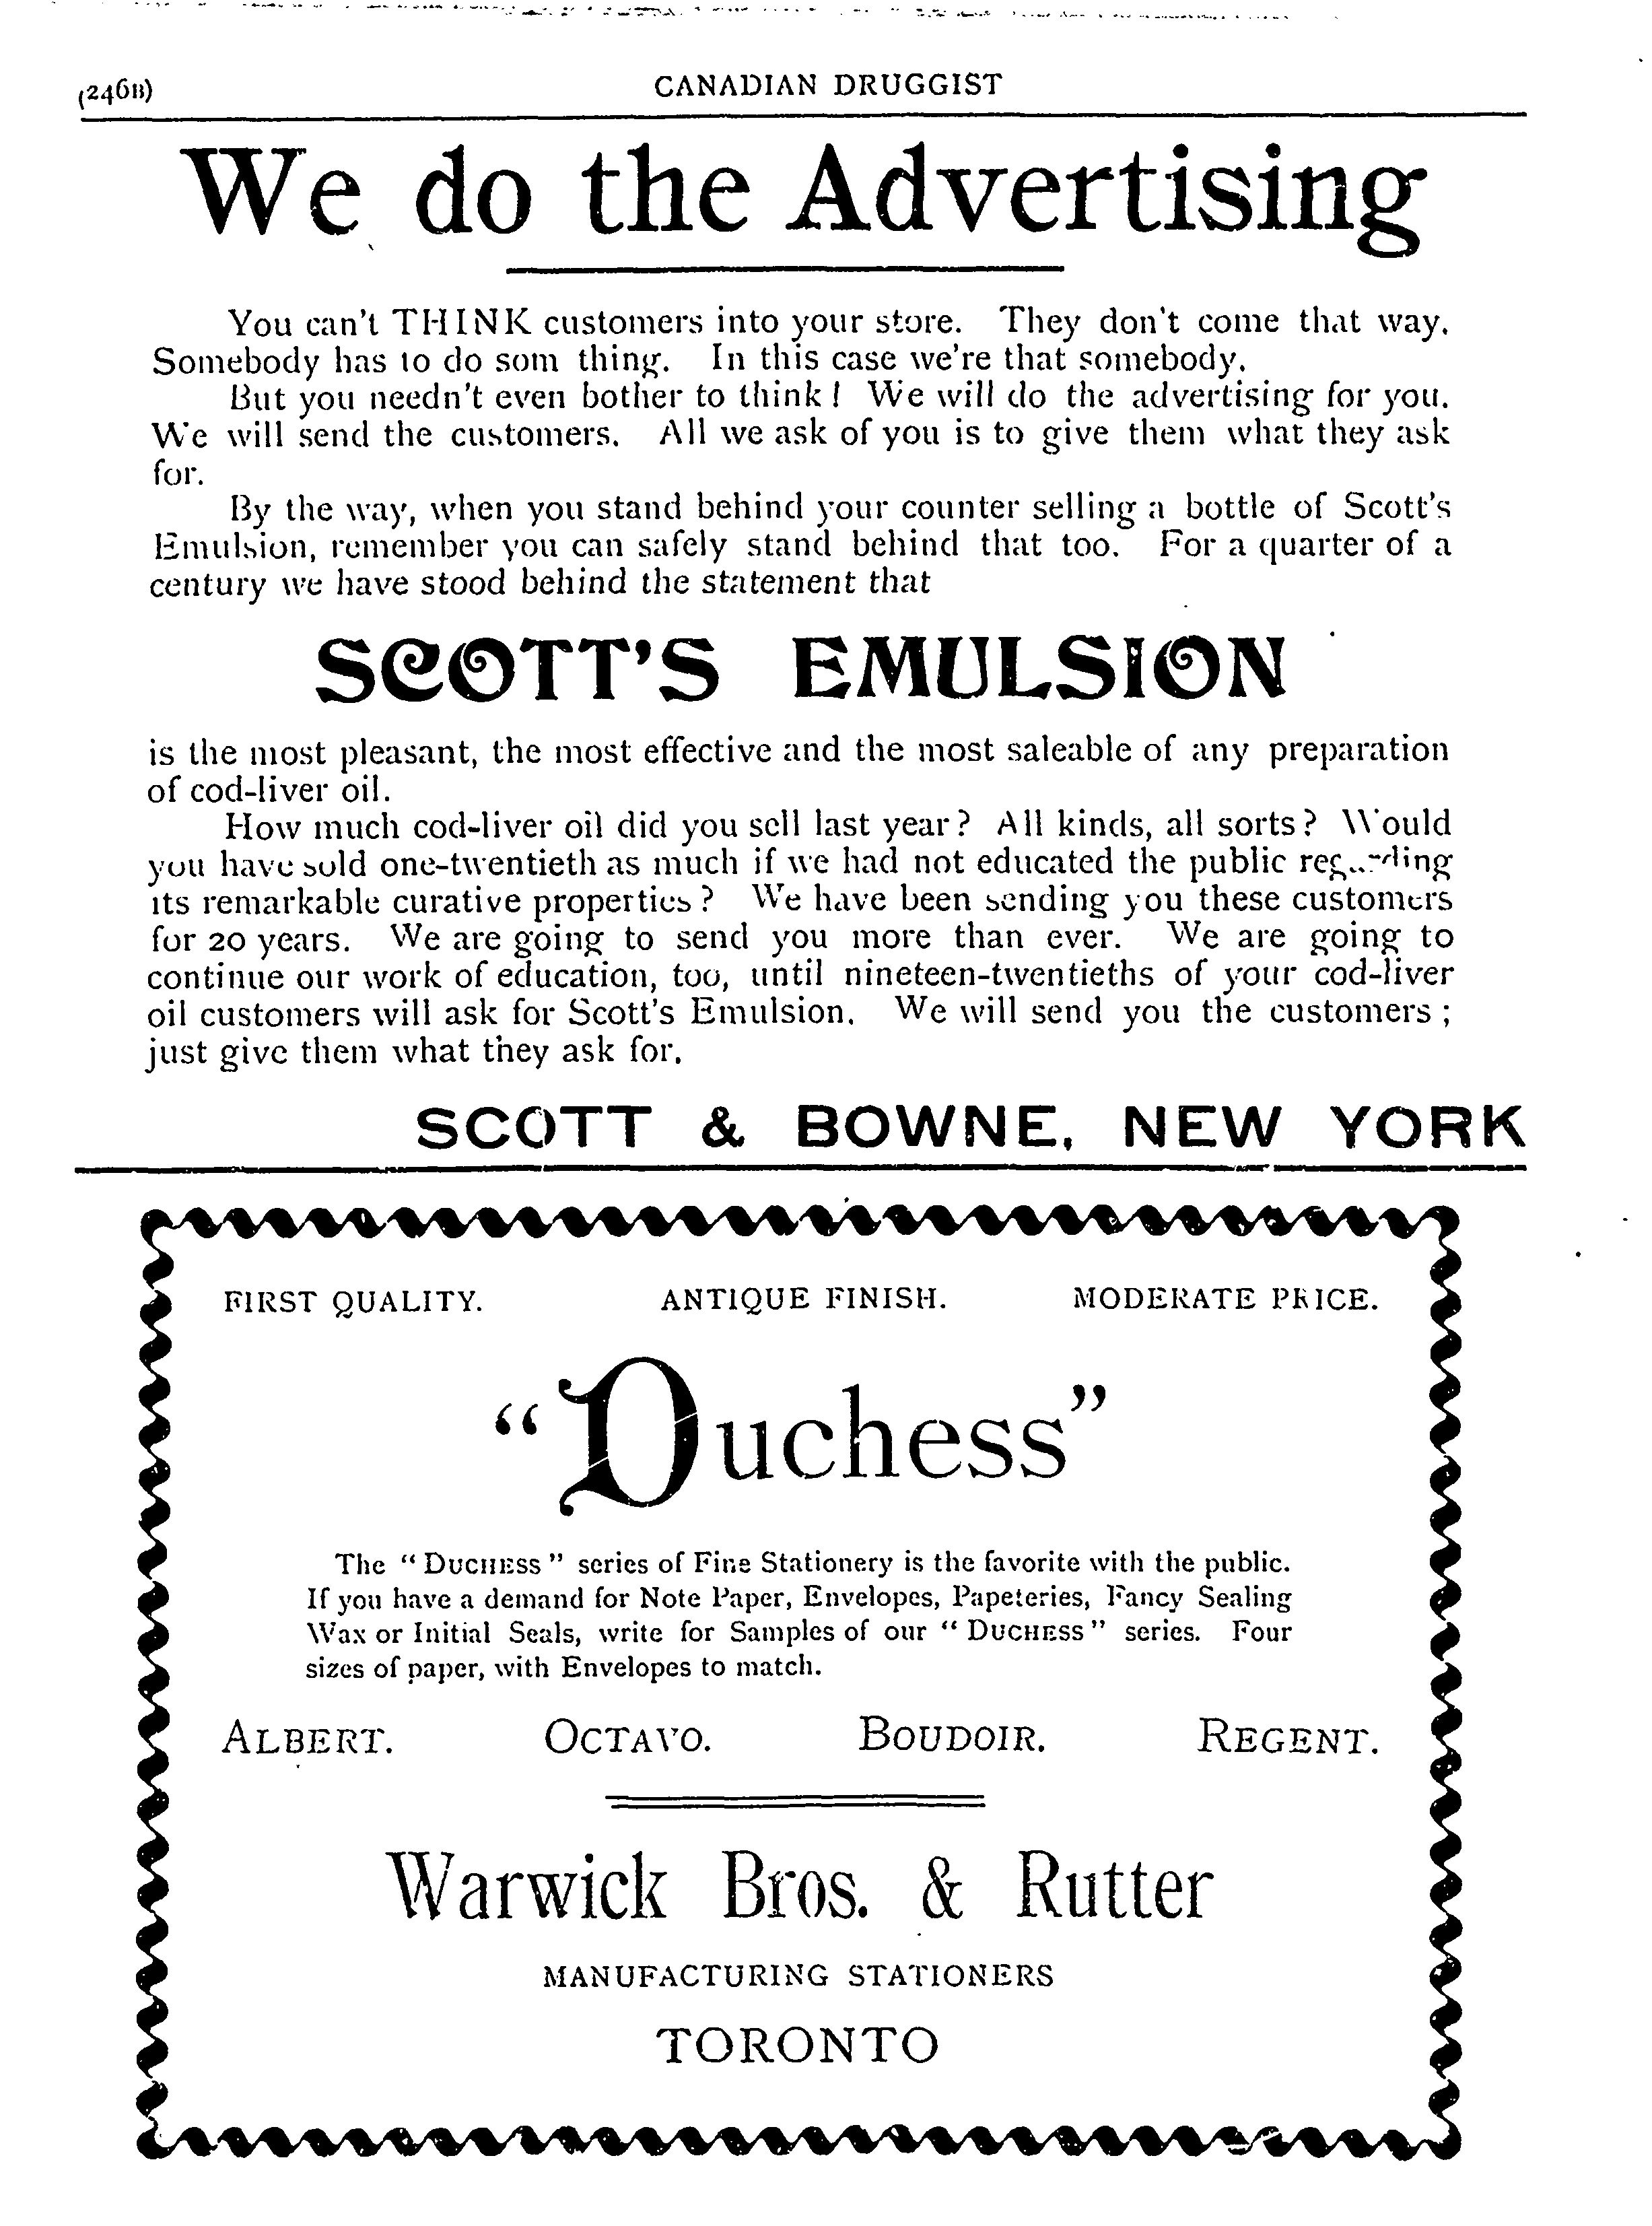 (246B) CANADIAN DRUGGIST
We do the Advertising
You can't THINK customers into your store. They don't come that way.
Somebody has to do som thing. In this case we're that somebody.
But you needn't even bother to think! We will do the advertising for you.
We will send the customers. All we ask of you is to give them what they ask
for.
By the way, when you stand behind your counter selling a bottle of Scott's
Emulsion, remember you can safely stand behind that too. For a quarter of a
century we have stood behind the statement that
SCOTT'S EMULSION
is the most pleasant, the most effective and the most saleable of any preparation
of cod-liver oil.
How much cod-liver oil did you sell last year? All kinds, all sorts? Would
you have sold one-twentieth as much if we had not educated the public regarding
its remarkable curative properties? We have been sending you these customers
for 20 years. We are going to send you more than ever. We are going to
continue our work of education, too, until nineteen-twentieths of your cod-liver
oil customers will ask for Scott's Emulsion. We will send you the customers;
just give them what they ask for.
SCOTT & BOWNE, NEW YORK
FIRST QUALITY. ANTIQUE FINISH. MODERATE PRICE.
"Duchess"
The "DUCHESS" series of Fine Stationery is the favorite with the public.
If you have a demand for Note Paper, Envelopes, Papeteries, Fancy Sealing
Wax or Initial Seals, write for Samples of our "DUCHESS" series. Four
sizes of paper, with Envelopes to match.
ALBERT. OCTAVO. BOUDOIR. REGENT.
Warwick Bros. & Rutter
MANUFACTURING STATIONERS
TORONTO